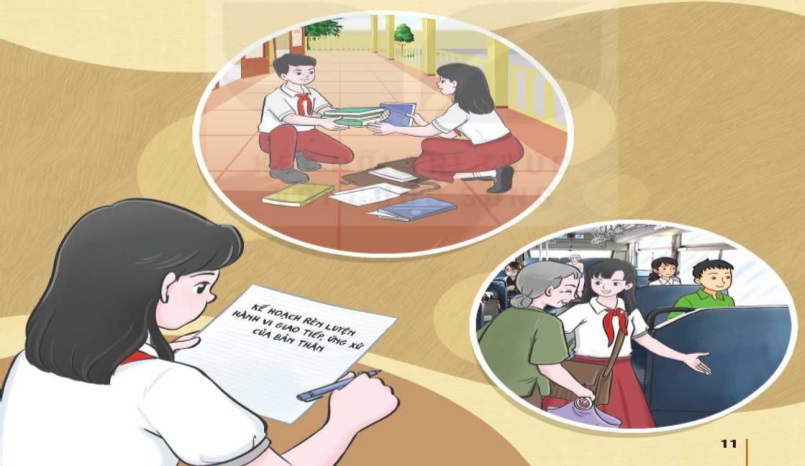 KẾ HOẠCH RÈN LUYỆN
HÀNH VI GIAO TIẾP, ỨNG XỬ
CỦA BẢN THÂN
11